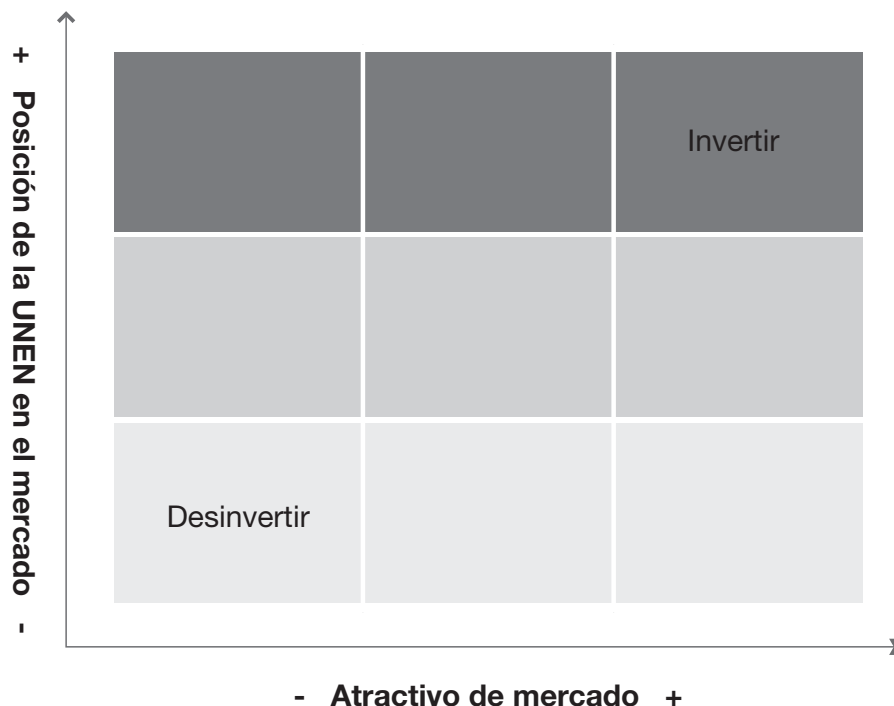 + Posición de la UNEN en el mercado -
Invertir
Desinvertir
- Atractivo de mercado +